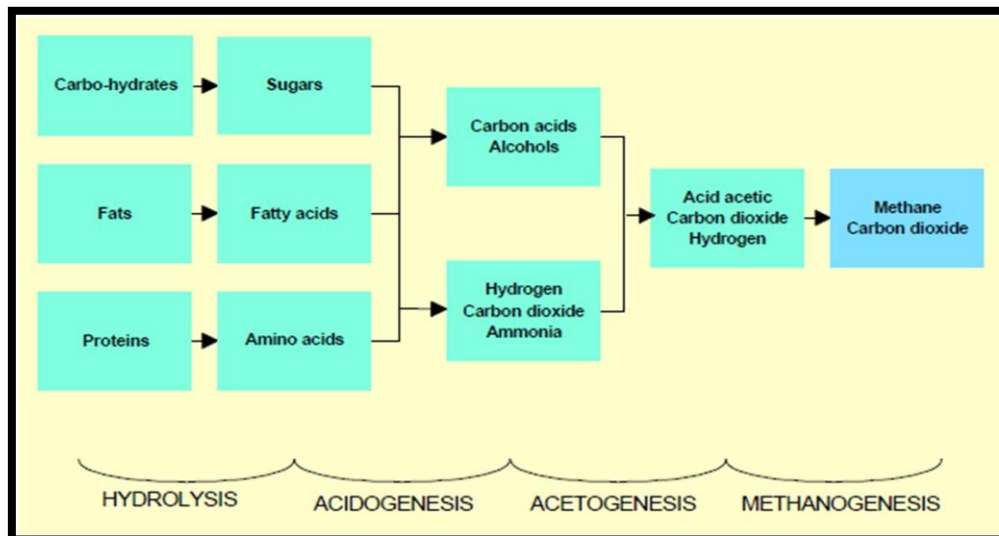 Carbo-hydrates
Sugars
Fats
Fatty acids
Proteins
Amino acids
Carbon acids
Alcohols
Hydrogen
Carbon dioxide
Ammonia
Acid acetic
Carbon dioxide
Hydrogen
Methane
Carbon dioxide
HYDROLYSIS
ACIDOGENESIS
ACETOGENESIS
METHANOGENESIS